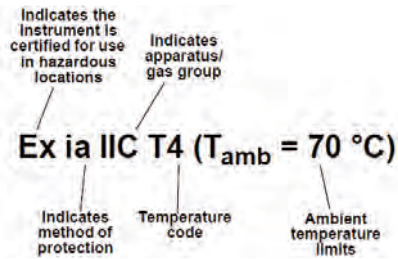 Indicates the
instrument is
certified for use
in hazardous
locations
Indicates
apparatus/
gas group
Ex ia IIC T4 (Tamb = 70 °C)
Indicates
method of
protection
Temperature
code
Ambient
temperature
limits